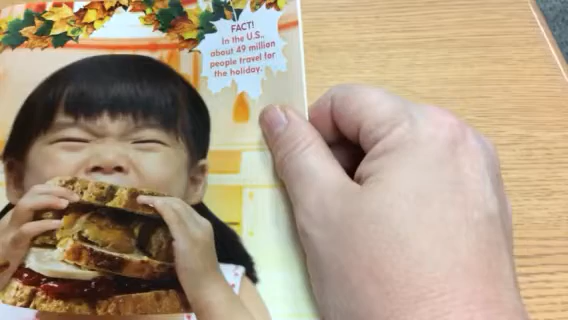 FACT!
In the U.S.,
about 49 million
people travel for
the holiday.